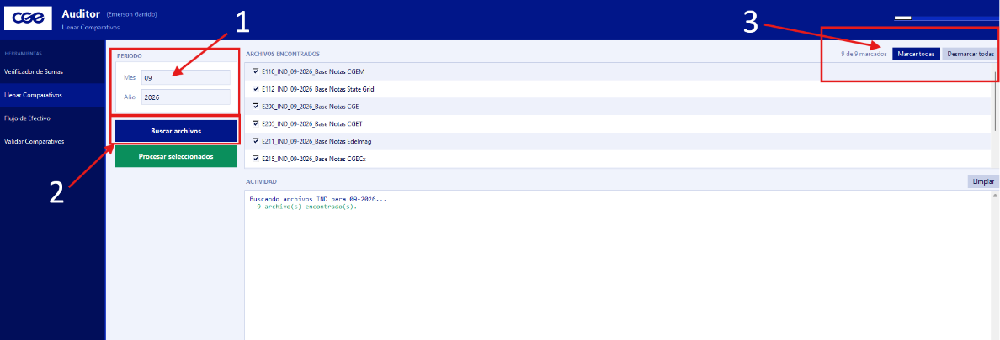 CGE
Auditor (Emerson Garrido)
Llenar Comparativos
1
3
HERRAMIENTAS
Verificador de Sumas
Llenar Comparativos
Flujo de Efectivo
Validar Comparativos
PERIODO
Mes 09
Año 2026
Buscar archivos
Procesar seleccionados
2
ARCHIVOS ENCONTRADOS
9 de 9 marcados Marcar todas Desmarcar todas
E110_IND_09-2026_Base Notas CGEM
E112_IND_09-2026_Base Notas State Grid
E200_IND_09-2026_Base Notas CGE
E205_IND_09-2026_Base Notas CGET
E211_IND_09-2026_Base Notas Edelmag
E215_IND_09-2026_Base Notas CGECx
ACTIVIDAD Limpiar
Buscando archivos IND para 09-2026...
9 archivo(s) encontrado(s).